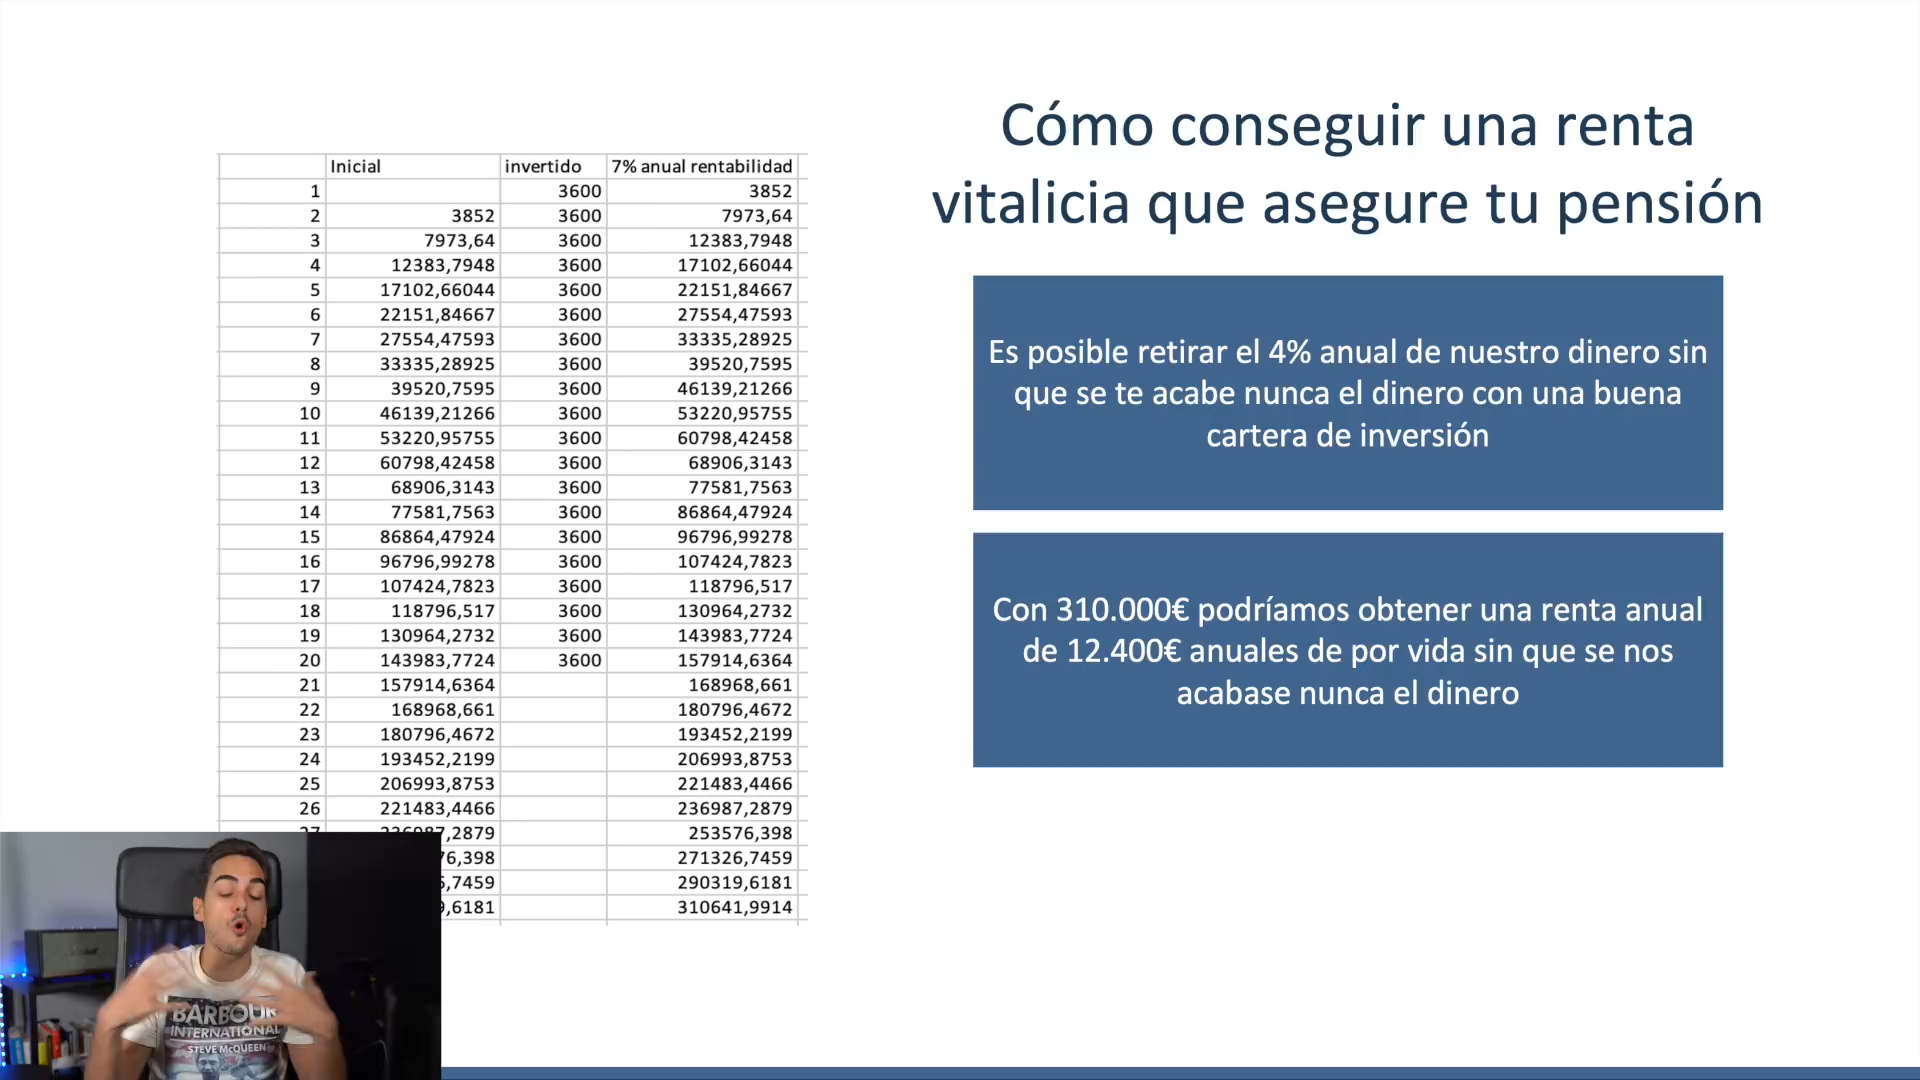 Cómo conseguir una renta
vitalicia que asegure tu pensión
Inicial invertido 7% anual rentabilidad
1 3600 3852
2 3852 3600 7973,64
3 7973,64 3600 12383,7948
4 12383,7948 3600 17102,66044
5 17102,66044 3600 22151,84667
6 22151,84667 3600 27554,47593
7 27554,47593 3600 33335,28925
8 33335,28925 3600 39520,7595
9 39520,7595 3600 46139,21266
10 46139,21266 3600 53220,95755
11 53220,95755 3600 60798,42458
12 60798,42458 3600 68906,3143
13 68906,3143 3600 77581,7563
14 77581,7563 3600 86864,47924
15 86864,47924 3600 96796,99278
16 96796,99278 3600 107424,7823
17 107424,7823 3600 118796,517
18 118796,517 3600 130964,2732
19 130964,2732 3600 143983,7724
20 143983,7724 3600 157914,6364
21 157914,6364 168968,661
22 168968,661 180796,4672
23 180796,4672 193452,2199
24 193452,2199 206993,8753
25 206993,8753 221483,4466
26 221483,4466 236987,2879
27 236987,2879 253576,398
6,398 271326,7459
,7459 290319,6181
,6181 310641,9914
Es posible retirar el 4% anual de nuestro dinero sin
que se te acabe nunca el dinero con una buena
cartera de inversión
Con 310.000€ podríamos obtener una renta anual
de 12.400€ anuales de por vida sin que se nos
acabase nunca el dinero
BARBOUR
INTERNATIONAL
STEVE McQUEEN